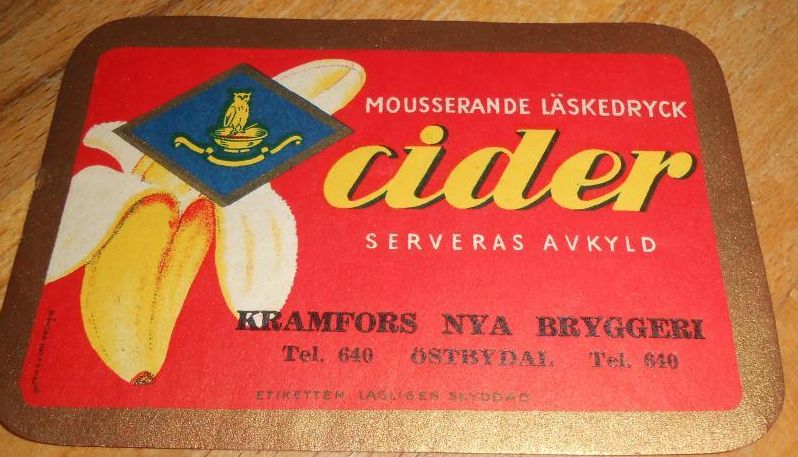 MOUSSERANDE LÄSKEDRYCK
cider
SERVERAS AVKYLD
KRAMFORS NYA BRYGGERI
Tel. 640 ÖSTBYDAL Tel. 640
ETIKETTEN LAGLIGEN SKYDDAD